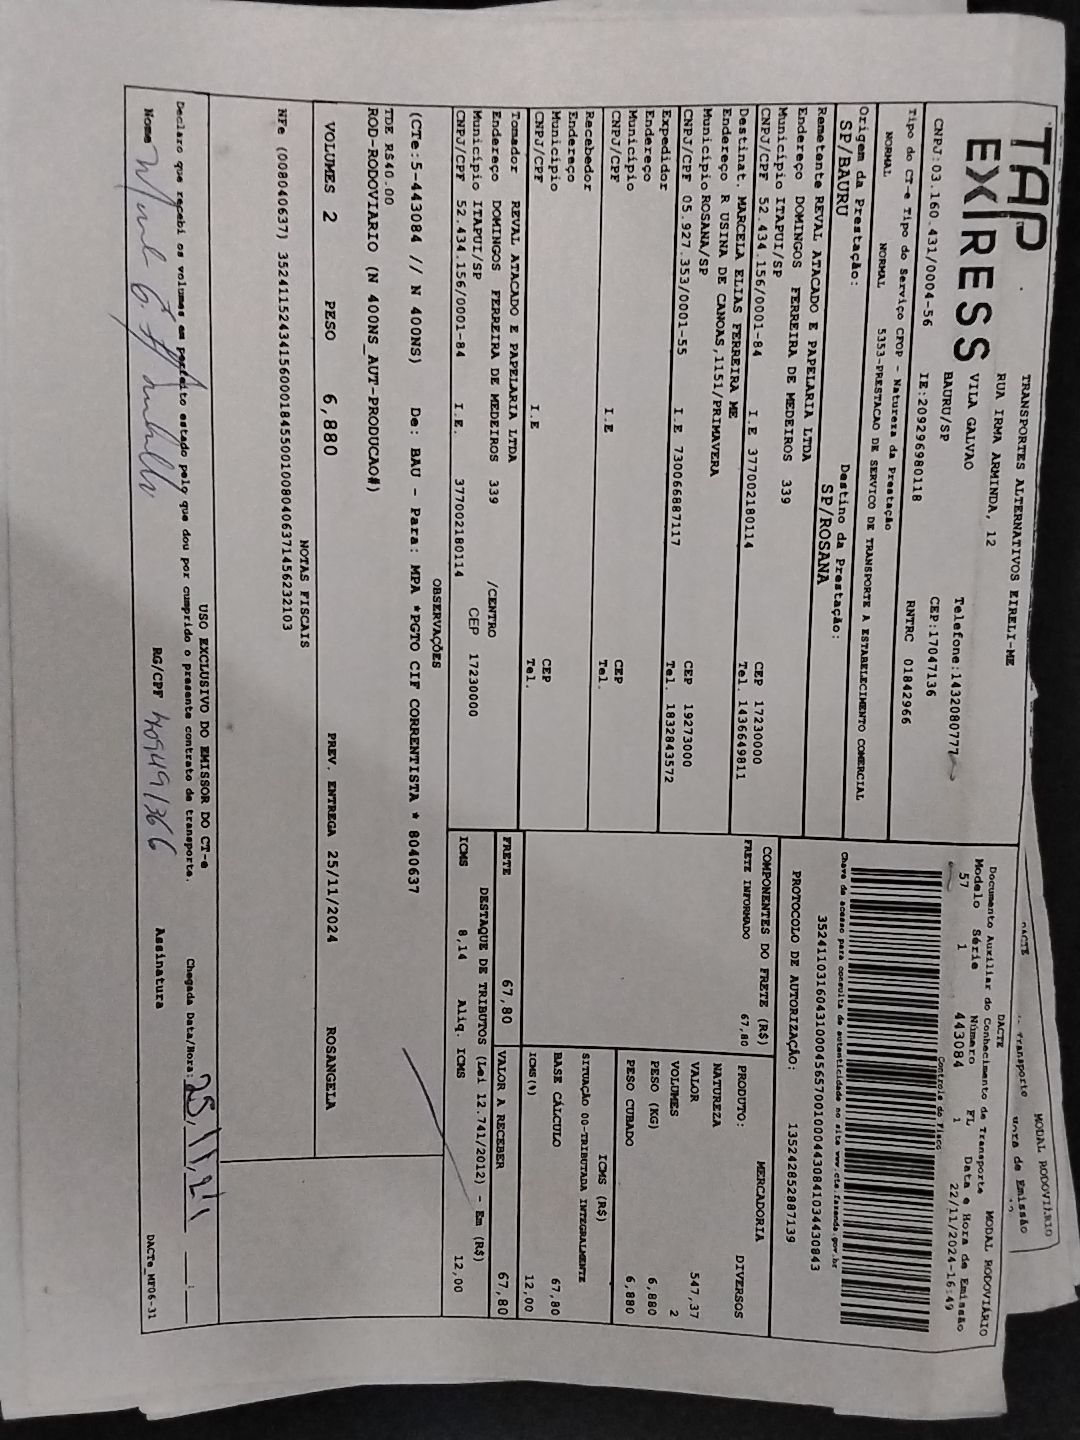 TAP
EX/RESS
TRANSPORTES ALTERNATIVOS EIRELI-ME
RUA IRMA ARMINDA, 12
VILA GALVAO
BAURU/SP
Telefone:1432080777
CEP:17047136
CNPJ:03.160.431/0004-56
IE:209296980118
RNTRC 01842966
Tipo do CT-e Tipo do Serviço CFOP - Natureza da Prestação
NORMAL NORMAL 5353-PRESTACAO DE SERVICO DE TRANSPORTE A ESTABELECIMENTO COMERCIAL
Origem da Prestação: Destino da Prestação:
SP/BAURU SP/ROSANA
Remetente REVAL ATACADO E PAPELARIA LTDA
Endereço DOMINGOS FERREIRA DE MEDEIROS 339
Município ITAPUI/SP CEP 17230000
CNPJ/CPF 52.434.156/0001-84 I.E 377002180114 Tel. 1436649811
Destinat. MARCELA ELIAS FERREIRA ME
Endereço R USINA DE CANOAS,1151/PRIMAVERA
Município ROSANA/SP CEP 19273000
CNPJ/CPF 05.927.353/0001-55 I.E 730066887117 Tel. 1832843572
Expedidor
Endereço
Município CEP
CNPJ/CPF I.E Tel.
Recebedor
Endereço
Município CEP
CNPJ/CPF I.E Tel.
Tomador REVAL ATACADO E PAPELARIA LTDA
Endereço DOMINGOS FERREIRA DE MEDEIROS 339 /CENTRO
Município ITAPUI/SP CEP 17230000
CNPJ/CPF 52.434.156/0001-84 I.E. 377002180114
DACTE
Documento Auxiliar do Conhecimento de Transporte MODAL RODOVIÁRIO
Modelo Série Número FL Data e Hora de Emissão
57 1 443084 1 22/11/2024-16:49
Controle do Fisco
Chave de acesso para consulta de autenticidade no site www.cte.fazenda.gov.br
35241103160431000456570010004430841034430843
PROTOCOLO DE AUTORIZAÇÃO: 135242852887139
COMPONENTES DO FRETE (R$)
FRETE INFORMADO 67,80
PRODUTO: MERCADORIA
NATUREZA DIVERSOS
VALOR 547,37
VOLUMES 2
PESO (KG) 6,880
PESO CUBADO 6,880
ICMS (R$)
SITUAÇÃO 00-TRIBUTADA INTEGRALMENTE
BASE CÁLCULO 67,80
ICMS(%) 12,00
FRETE 67,80 VALOR A RECEBER 67,80
DESTAQUE DE TRIBUTOS (Lei 12.741/2012) - Em (R$)
ICMS 8,14 Aliq. ICMS 12,00
OBSERVAÇÕES
(CTe:5-443084 // N 400NS) De: BAU - Para: MPA *PGTO CIF CORRENTISTA * 8040637
TDE R$40.00
ROD-RODOVIARIO (N 400NS_AUT-PRODUCAO#)
VOLUMES 2 PESO 6,880 PREV. ENTREGA 25/11/2024 ROSANGELA
NOTAS FISCAIS
NFe (008040637) 35241152434156000184550010080406371456232103
USO EXCLUSIVO DO EMISSOR DO CT-e
Declaro que recebi os volumes em perfeito estado pelo que dou por cumprido o presente contrato de transporte.
Chegada Data/Hora: 25/11/24 :
Nome RG/CPF Assinatura
DACTe_MF06-31
MODAL RODOVIÁRIO
DACTE
Transporte
Hora de Emissão